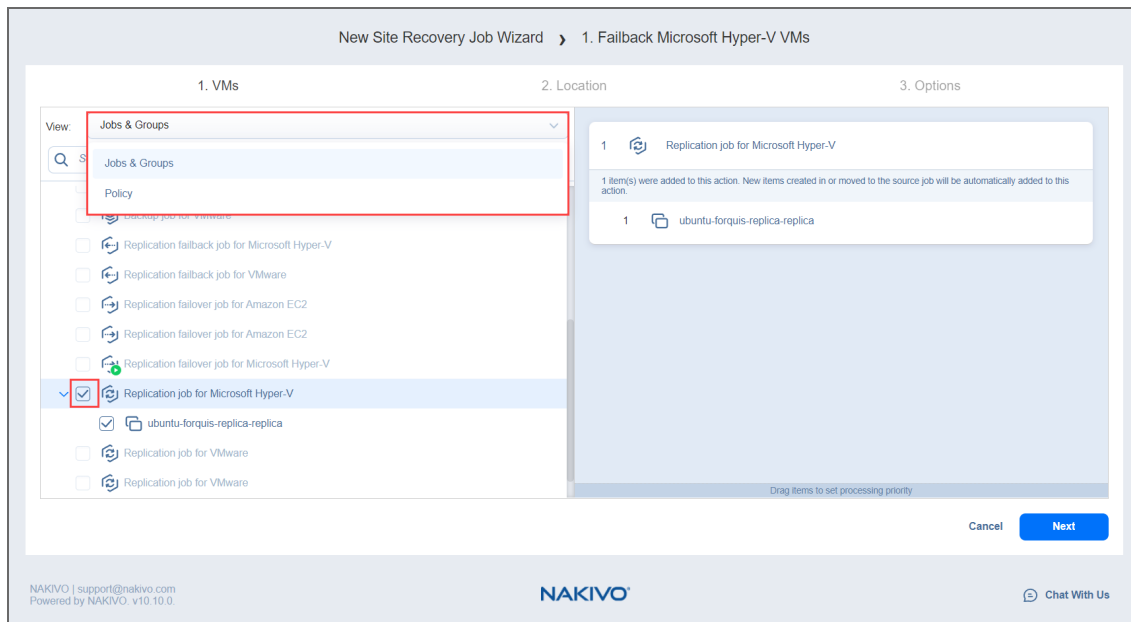 New Site Recovery Job Wizard ❯ 1. Failback Microsoft Hyper-V VMs
1. VMs
2. Location
3. Options
View:
Jobs & Groups
S
Jobs & Groups
Policy
Backup job for VMware
Replication failback job for Microsoft Hyper-V
Replication failback job for VMware
Replication failover job for Amazon EC2
Replication failover job for Amazon EC2
Replication failover job for Microsoft Hyper-V
Replication job for Microsoft Hyper-V
ubuntu-forquis-replica-replica
Replication job for VMware
Replication job for VMware
1 Replication job for Microsoft Hyper-V
1 item(s) were added to this action. New items created in or moved to the source job will be automatically added to this
action.
1 ubuntu-forquis-replica-replica
Drag items to set processing priority
Cancel
Next
NAKIVO | support@nakivo.com
Powered by NAKIVO. v10.10.0.
NAKIVO®
Chat With Us